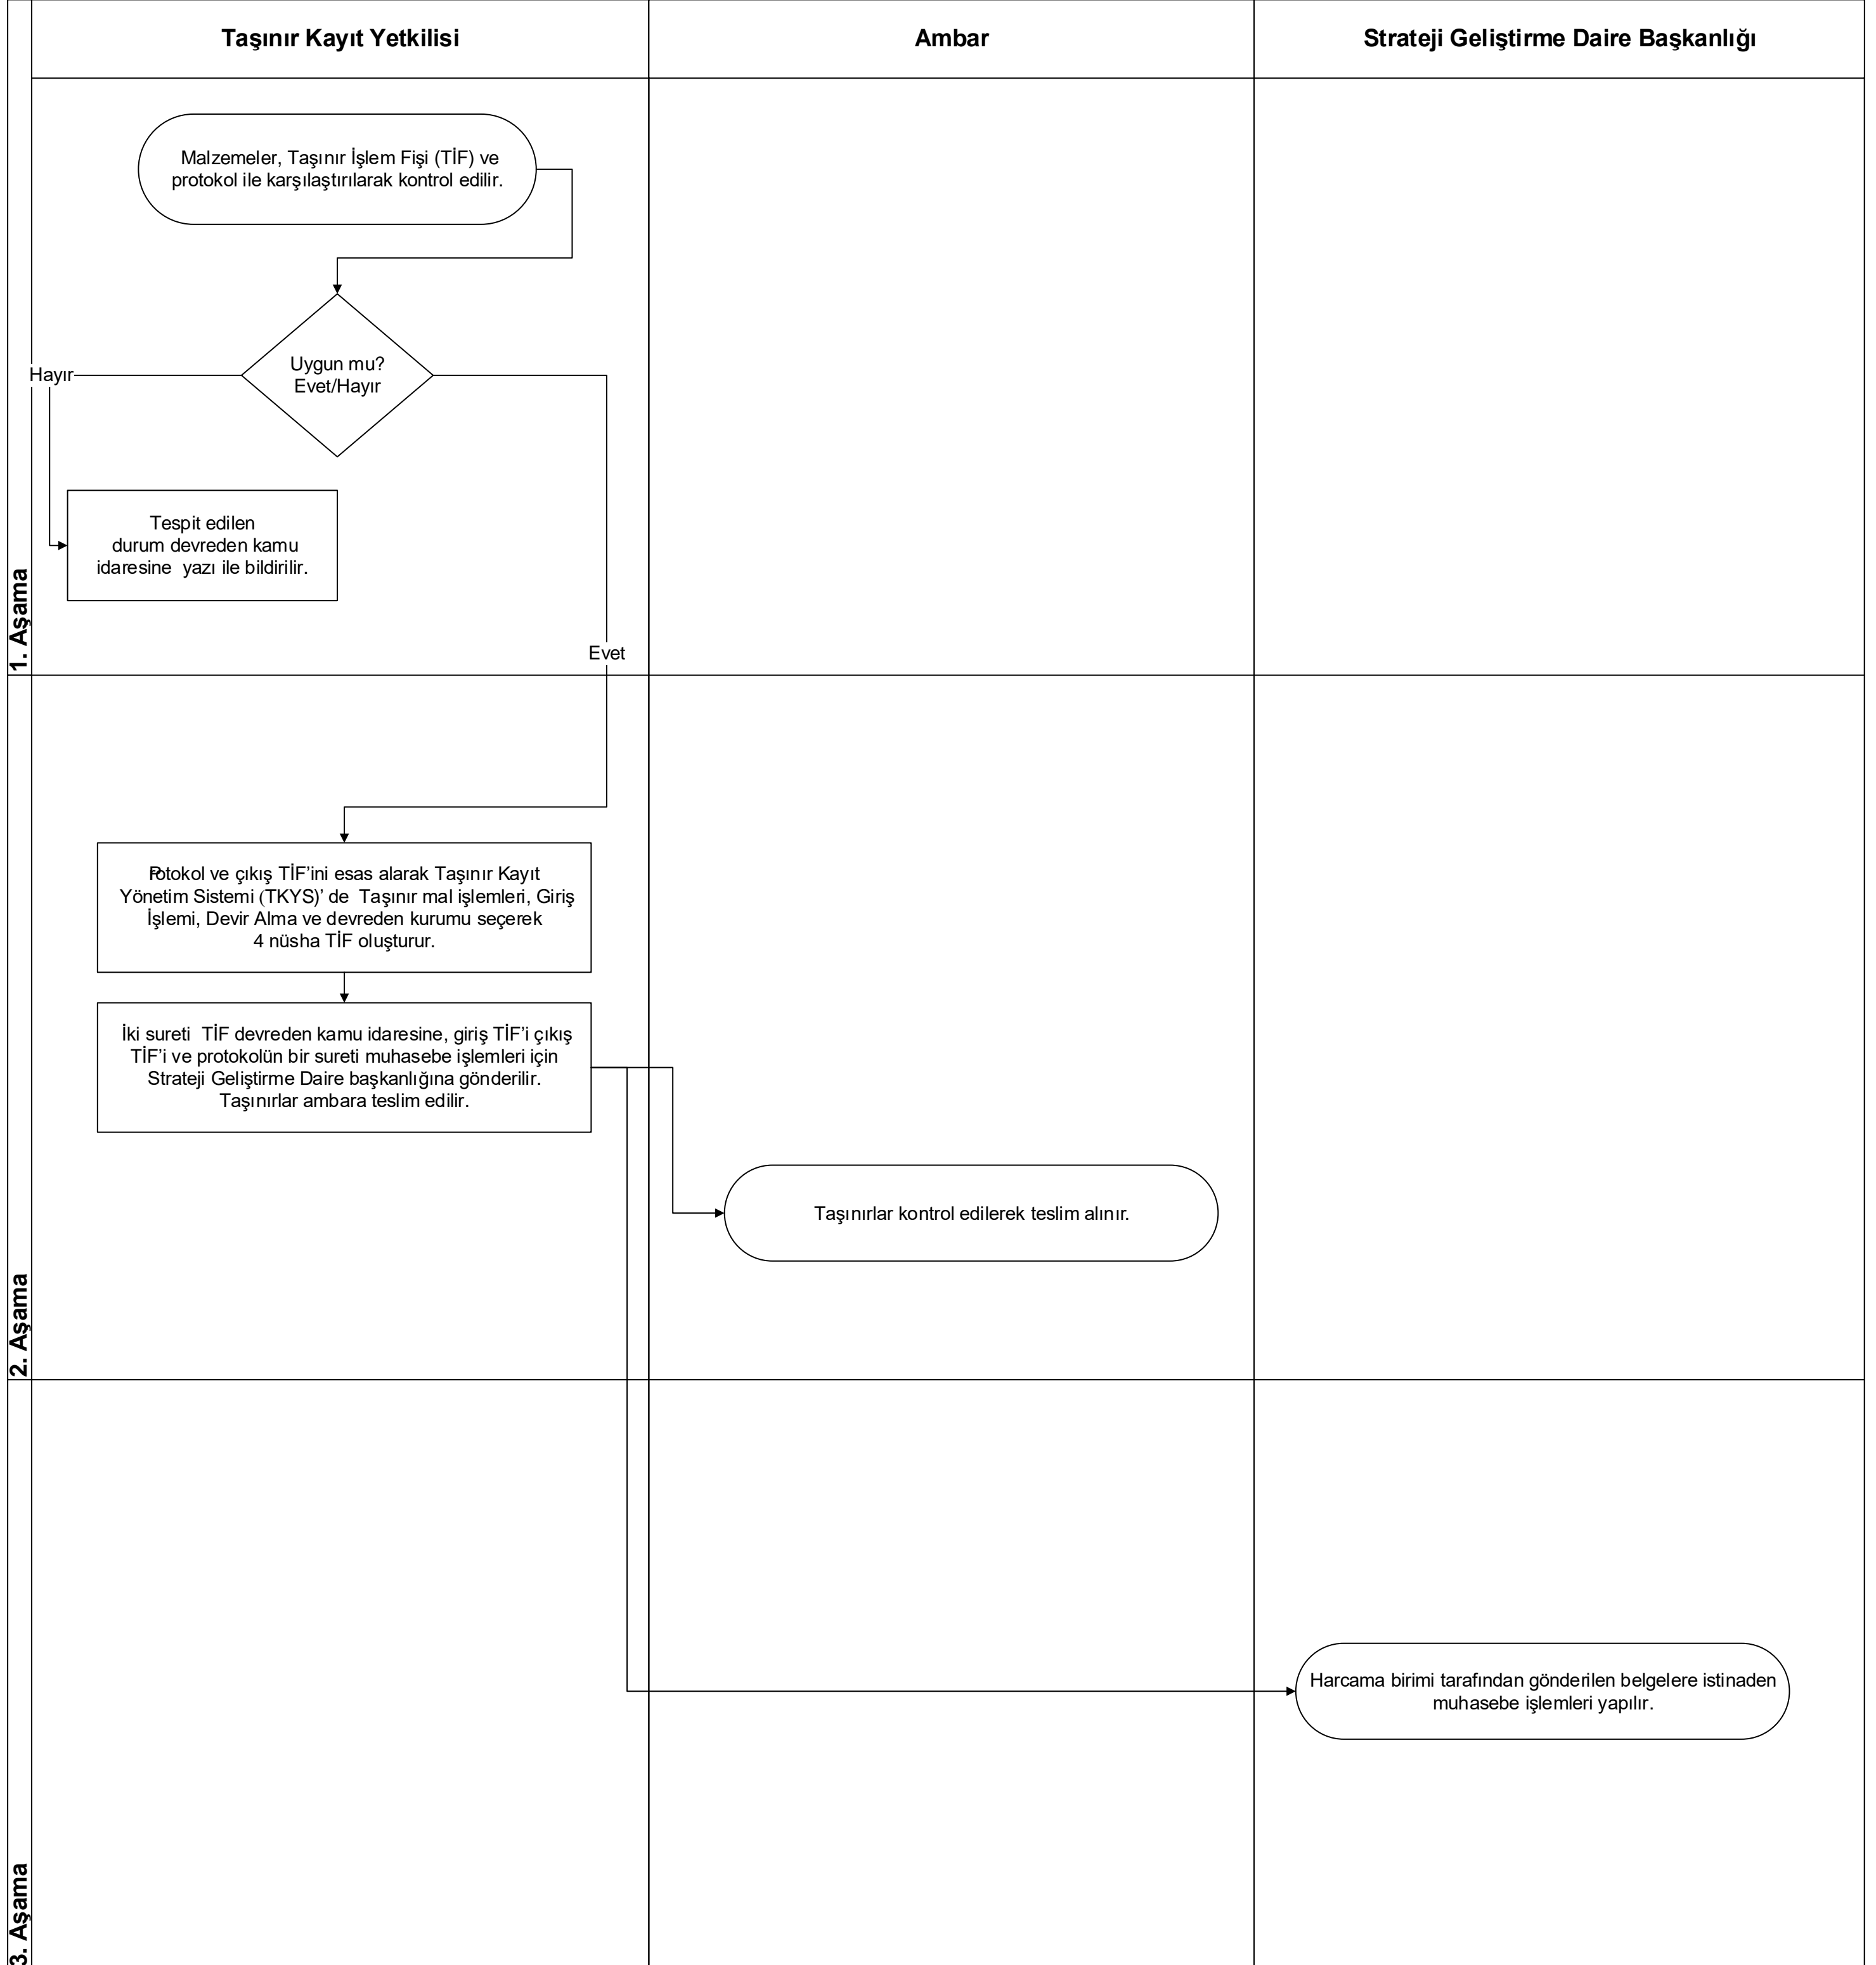 Taşınır Kayıt Yetkilisi
Ambar
Strateji Geliştirme Daire Başkanlığı
Malzemeler, Taşınır İşlem Fişi (TİF) ve
protokol ile karşılaştırılarak kontrol edilir.
Uygun mu?
Evet/Hayır
Hayır
Tespit edilen
durum devreden kamu
idaresine yazı ile bildirilir.
Evet
1. Aşama
Potokol ve çıkış TİF’ini esas alarak Taşınır Kayıt
Yönetim Sistemi (TKYS)’ de Taşınır mal işlemleri, Giriş
İşlemi, Devir Alma ve devreden kurumu seçerek
4 nüsha TİF oluşturur.
İki sureti TİF devreden kamu idaresine, giriş TİF’i çıkış
TİF’i ve protokolün bir sureti muhasebe işlemleri için
Strateji Geliştirme Daire başkanlığına gönderilir.
Taşınırlar ambara teslim edilir.
Taşınırlar kontrol edilerek teslim alınır.
2. Aşama
Harcama birimi tarafından gönderilen belgelere istinaden
muhasebe işlemleri yapılır.
3. Aşama